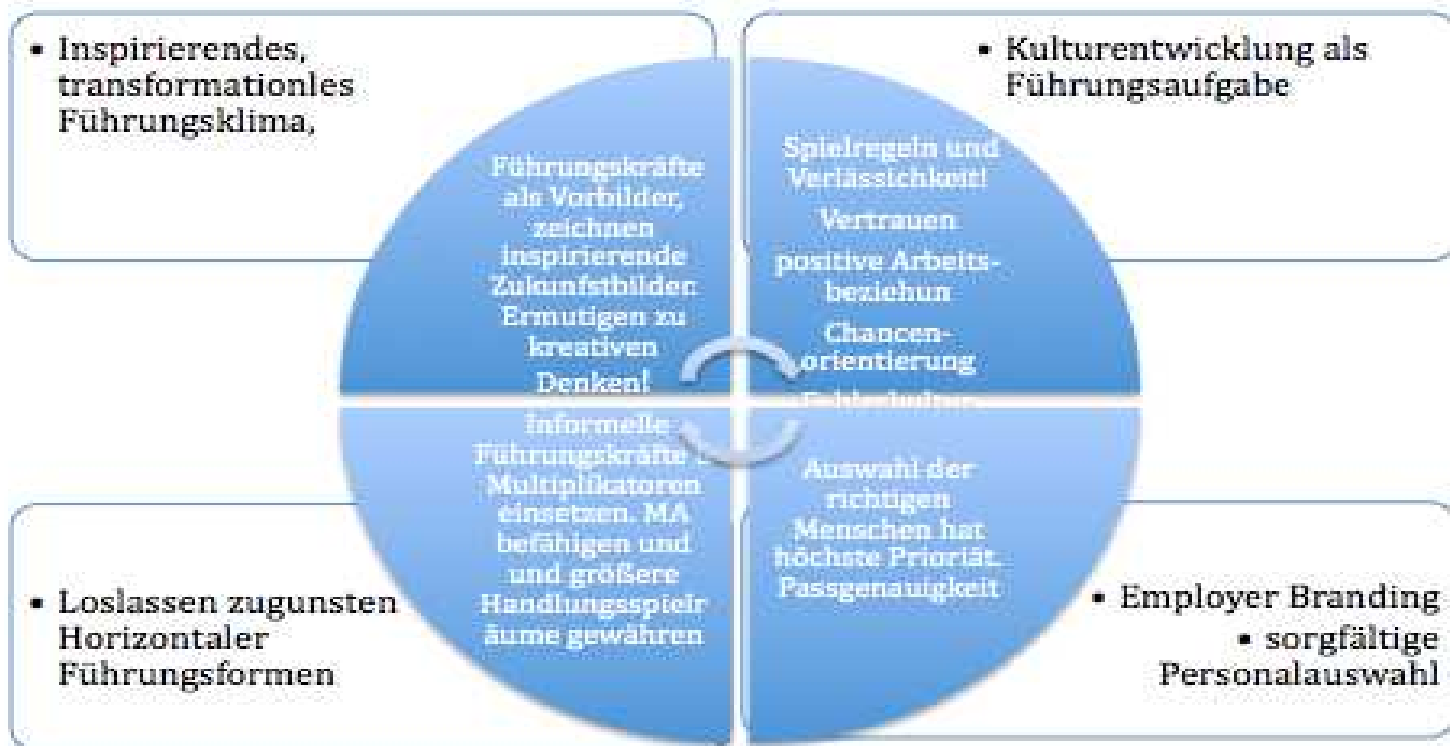 • Inspirierendes,
transformationles
Führungsklima,
Führungskräfte
als Vorbilder,
zeichnen
inspirierende
Zukunfstbilder.
Ermutigen zu
kreativen
Denken!
• Kulturentwicklung als
Führungsaufgabe
Spielregeln und
Verlässichkeit!
Vertrauen
positive Arbeits-
beziehun
Chancen-
orientierung
• Loslassen zugunsten
Horizontaler
Führungsformen
Informelle
Führungskräfte
Multiplikatoren
einsetzen. MA
befähigen und
und größere
Handlungsspielr
äume gewähren
Auswahl der
richtigen
Menschen hat
höchste Prioriät.
Passgenauigkeit
• Employer Branding
• sorgfältige
Personalauswahl